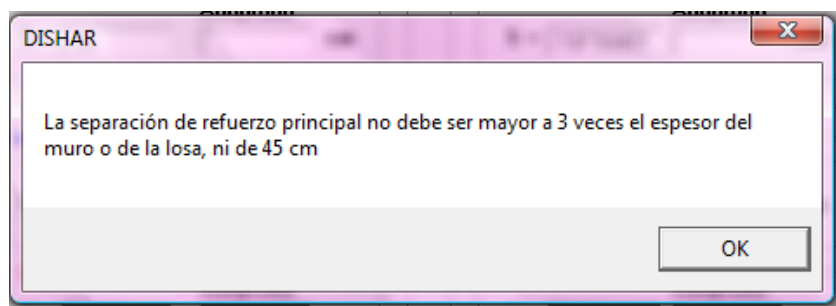 DISHAR
La separación de refuerzo principal no debe ser mayor a 3 veces el espesor del
muro o de la losa, ni de 45 cm
OK